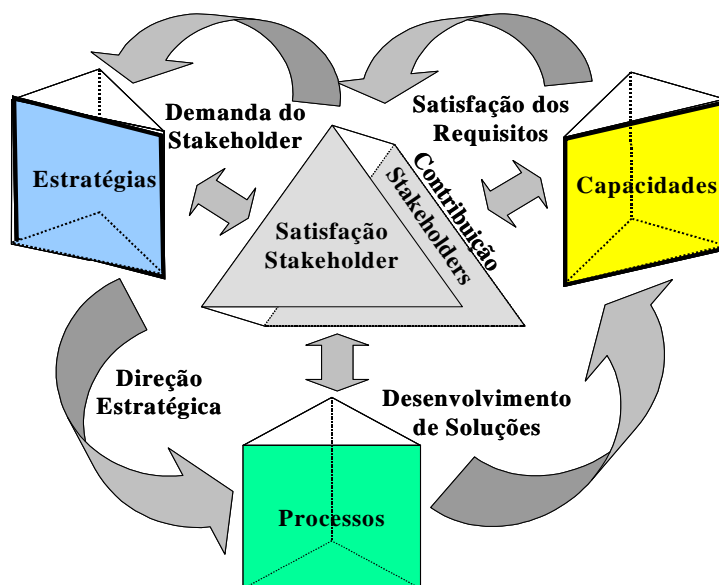 Demanda do
Stakeholder
Satisfação dos
Requisitos
Estratégias
Contribuição
Stakeholders
Capacidades
Satisfação
Stakeholder
Direção
Estratégica
Desenvolvimento
de Soluções
Processos